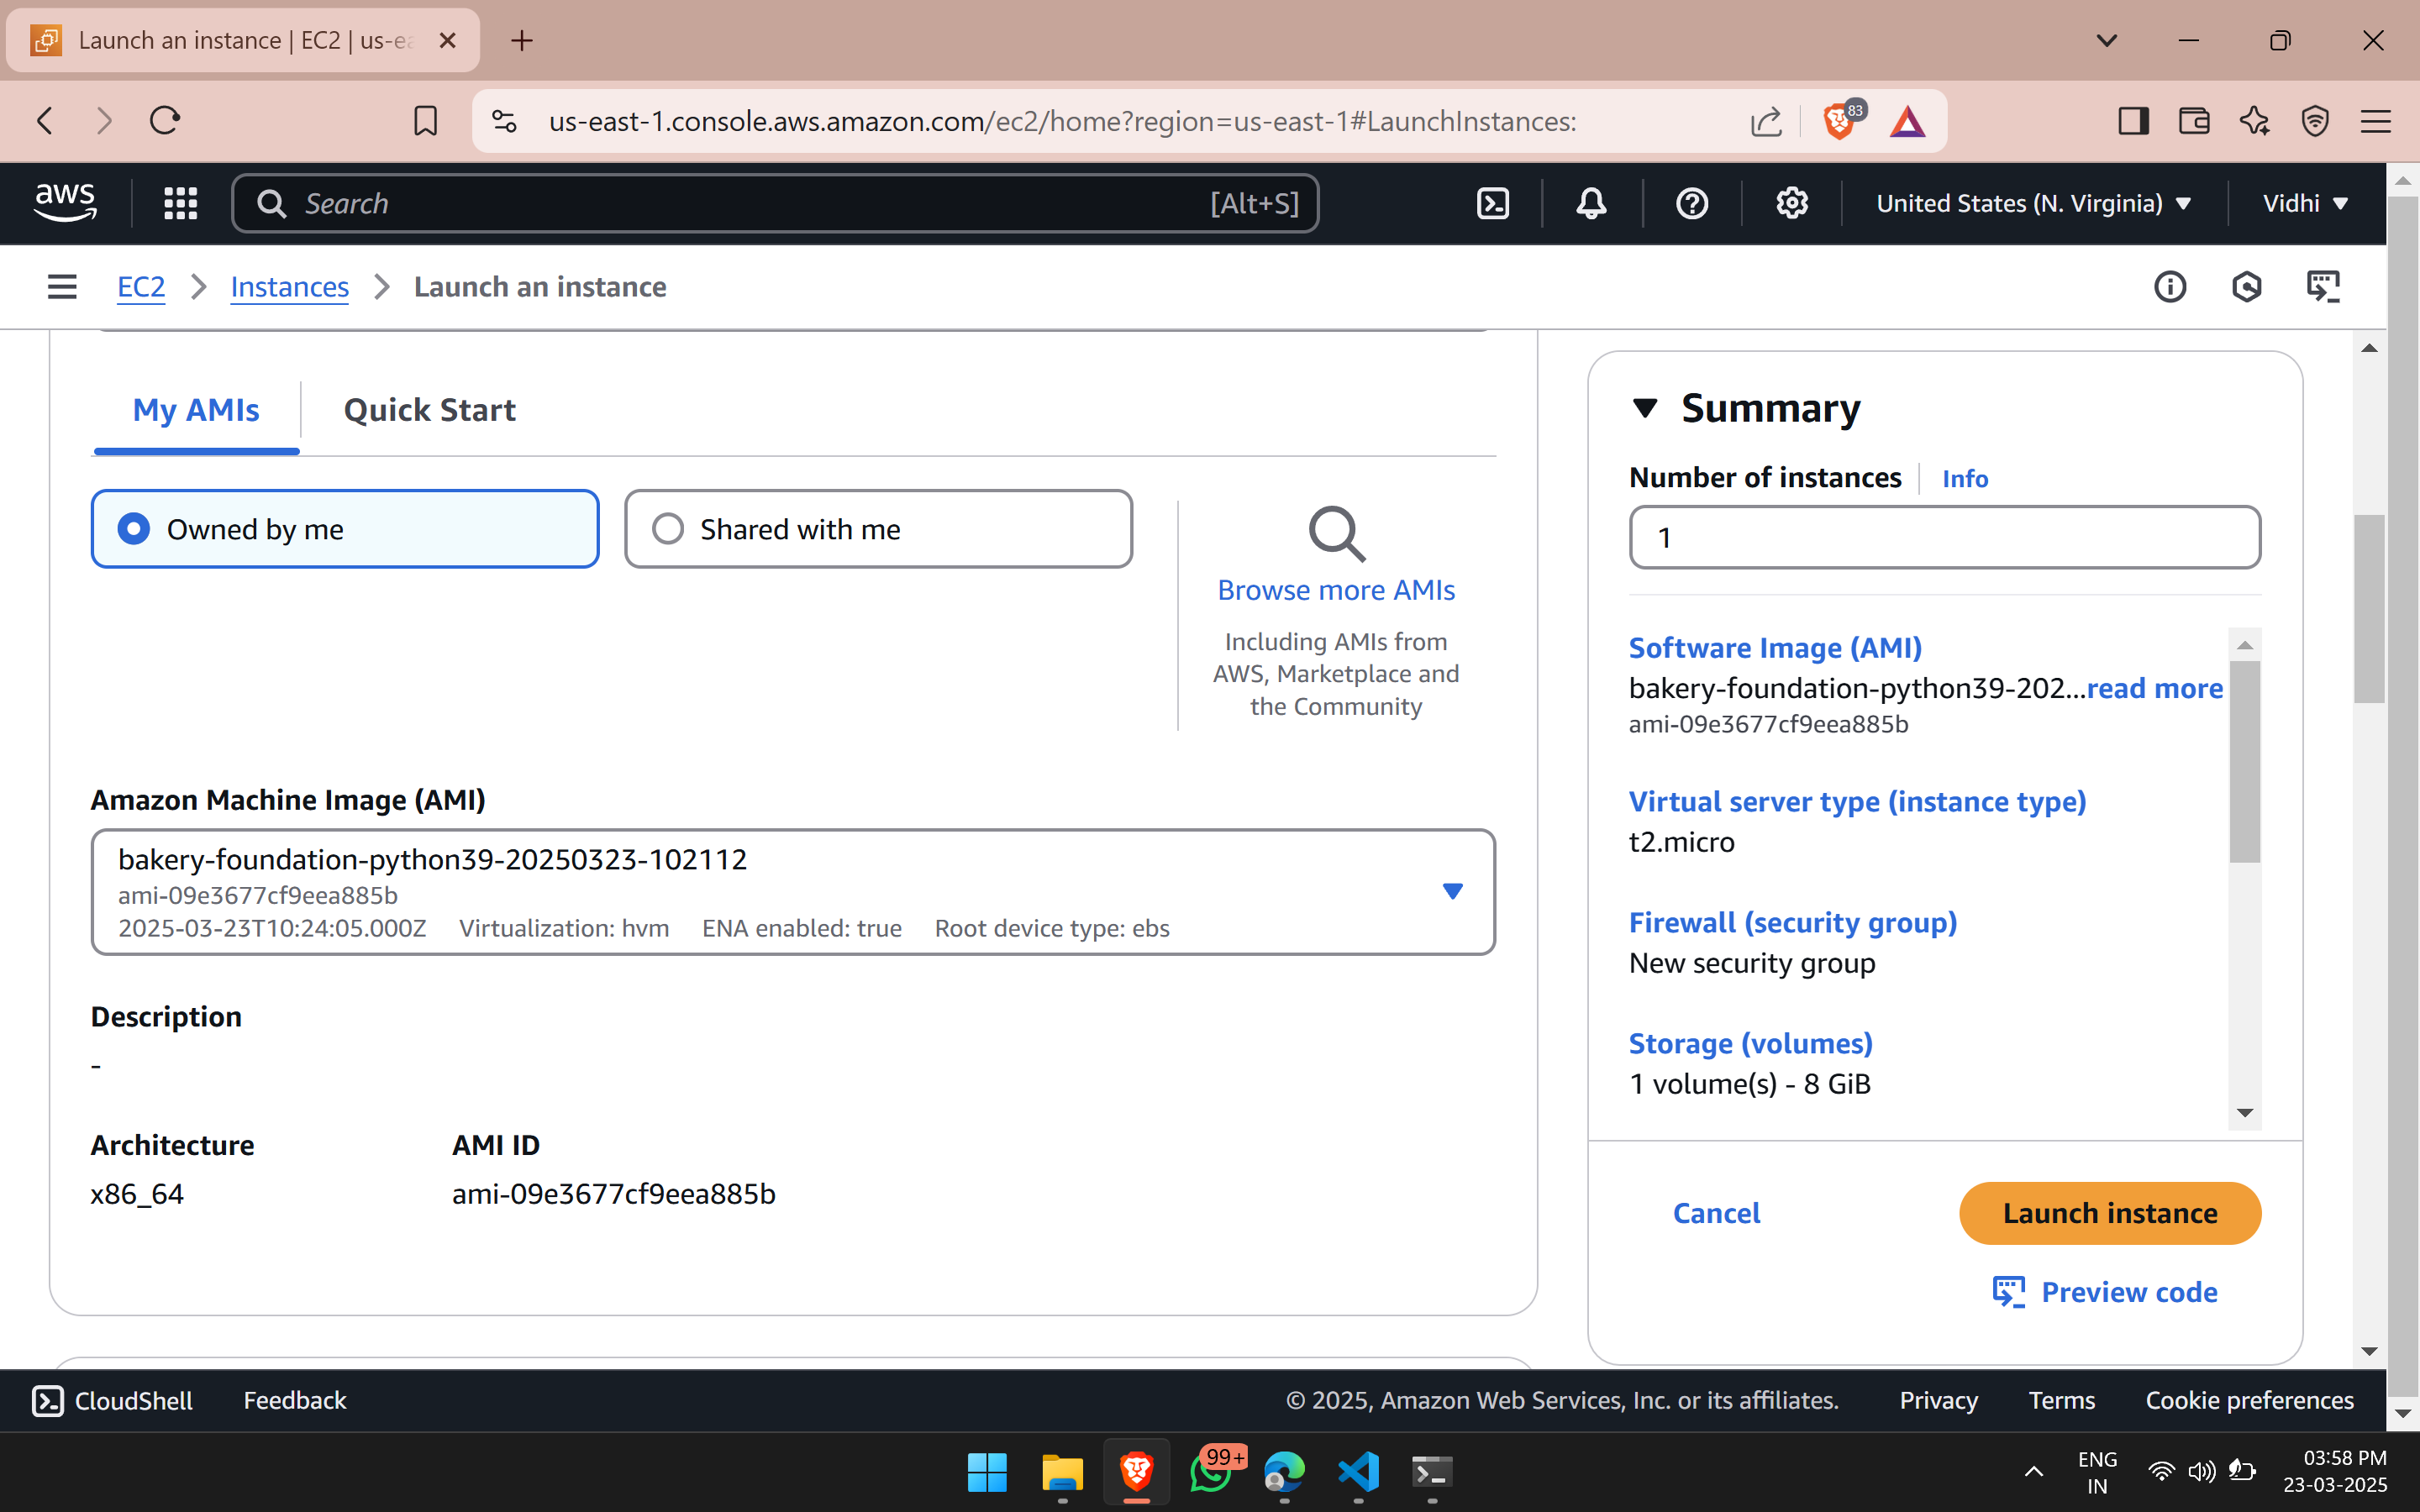 Launch an instance | EC2 | us-ea
us-east-1.console.aws.amazon.com/ec2/home?region=us-east-1#LaunchInstances:
83
aws
Search
[Alt+S]
United States (N. Virginia)
Vidhi
EC2
Instances
Launch an instance
My AMIs
Quick Start
Owned by me
Shared with me
Browse more AMIs
Including AMIs from
AWS, Marketplace and
the Community
Amazon Machine Image (AMI)
bakery-foundation-python39-20250323-102112
ami-09e3677cf9eea885b
2025-03-23T10:24:05.000Z Virtualization: hvm ENA enabled: true Root device type: ebs
Description
-
Architecture
AMI ID
x86_64
ami-09e3677cf9eea885b
Summary
Number of instances
Info
1
Software Image (AMI)
bakery-foundation-python39-202...read more
ami-09e3677cf9eea885b
Virtual server type (instance type)
t2.micro
Firewall (security group)
New security group
Storage (volumes)
1 volume(s) - 8 GiB
Cancel
Launch instance
Preview code
CloudShell
Feedback
© 2025, Amazon Web Services, Inc. or its affiliates.
Privacy
Terms
Cookie preferences
99+
ENG
IN
03:58 PM
23-03-2025